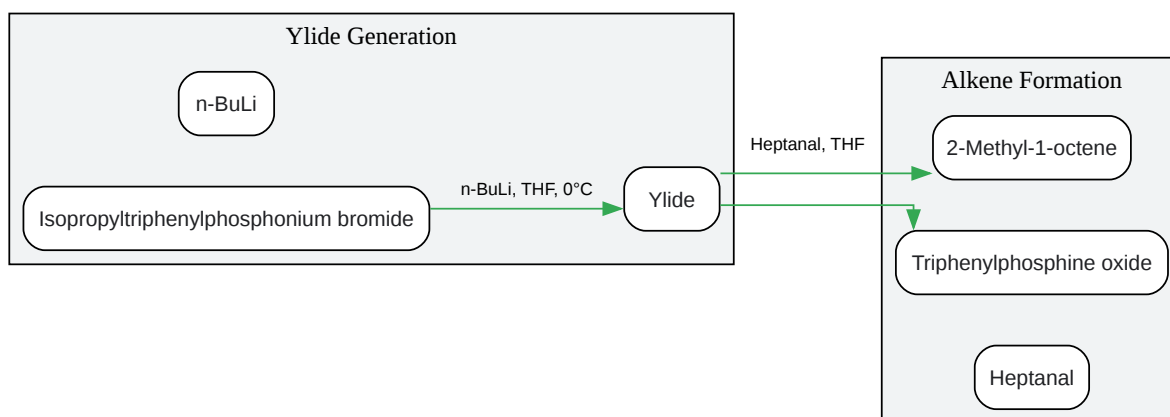 Ylide Generation
n-BuLi
Isopropyltriphenylphosphonium bromide
n-BuLi, THF, 0°C
Ylide
Heptanal, THF
Alkene Formation
2-Methyl-1-octene
Triphenylphosphine oxide
Heptanal